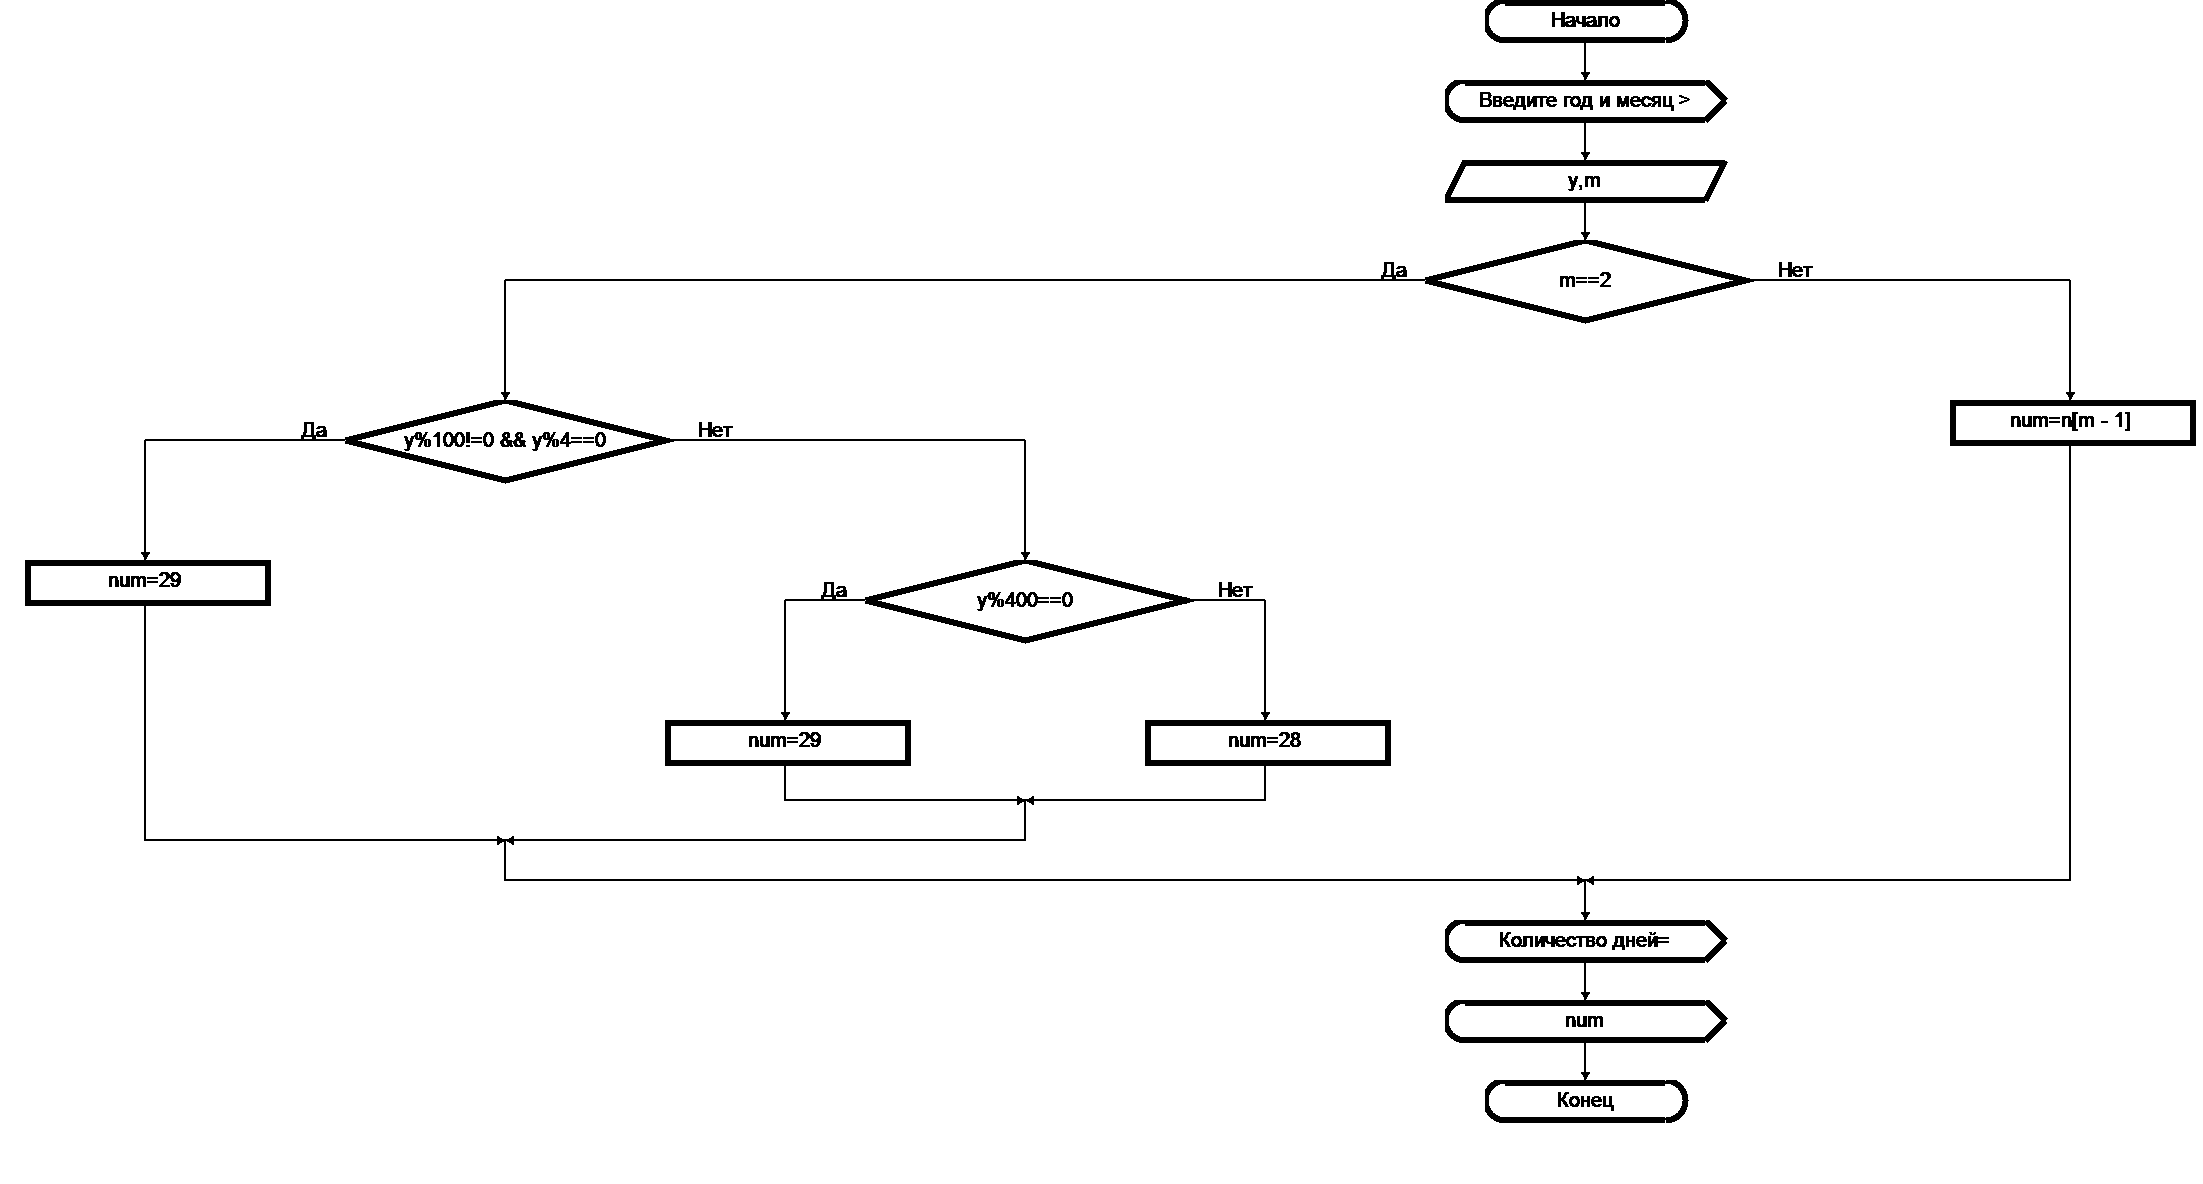 Начало
Введите год и месяц >
y,m
Да
m==2
Нет
Да
y%100!=0 && y%4==0
Нет
num=n[m - 1]
num=29
Да
y%400==0
Нет
num=29
num=28
Количество дней=
num
Конец